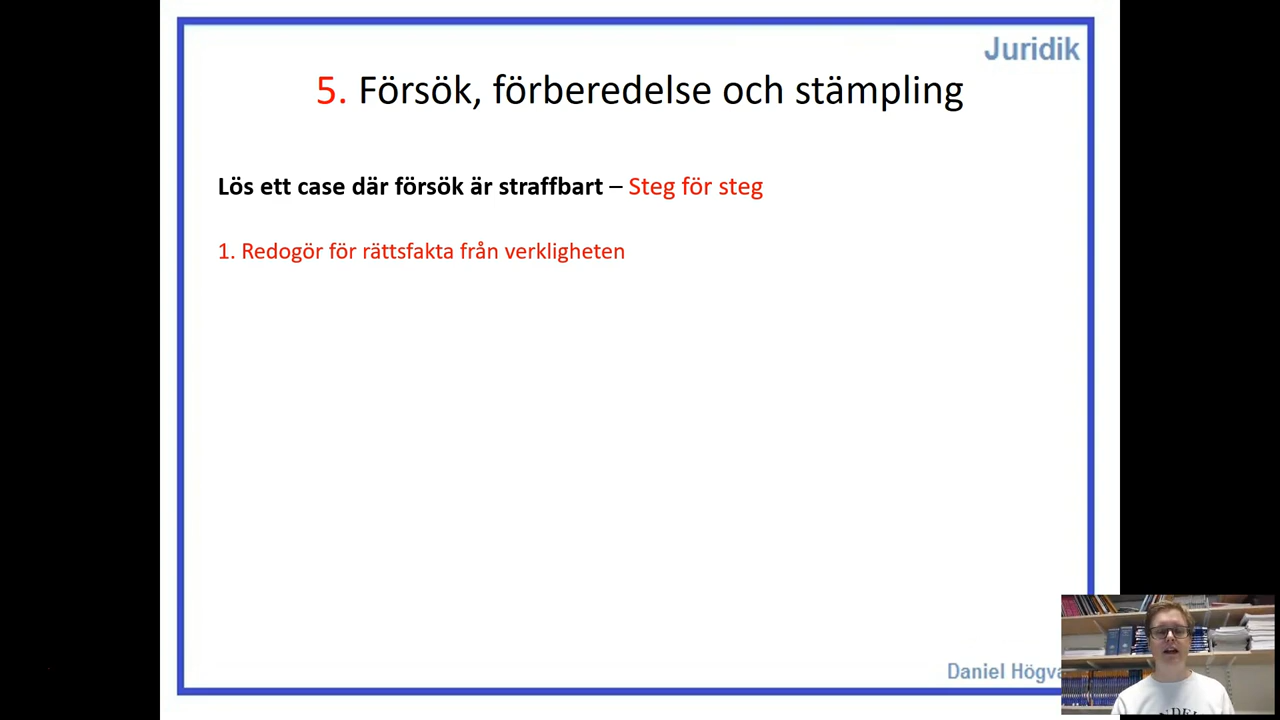 Juridik
5. Försök, förberedelse och stämpling
Lös ett case där försök är straffbart – Steg för steg
1. Redogör för rättsfakta från verkligheten
Daniel